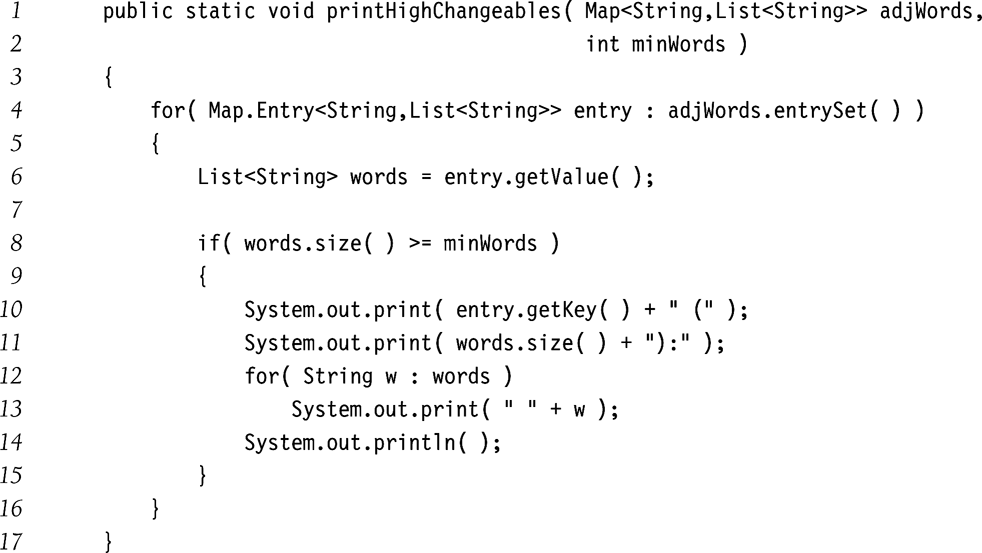 1 public static void printHighChangeables( Map<String,List<String>> adjWords,
2 int minWords )
3 {
4 for( Map.Entry<String,List<String>> entry : adjWords.entrySet( ) )
5 {
6 List<String> words = entry.getValue( );
7
8 if( words.size( ) >= minWords )
9 {
10 System.out.print( entry.getKey( ) + " (" );
11 System.out.print( words.size( ) + "):" );
12 for( String w : words )
13 System.out.print( " " + w );
14 System.out.println( );
15 }
16 }
17 }